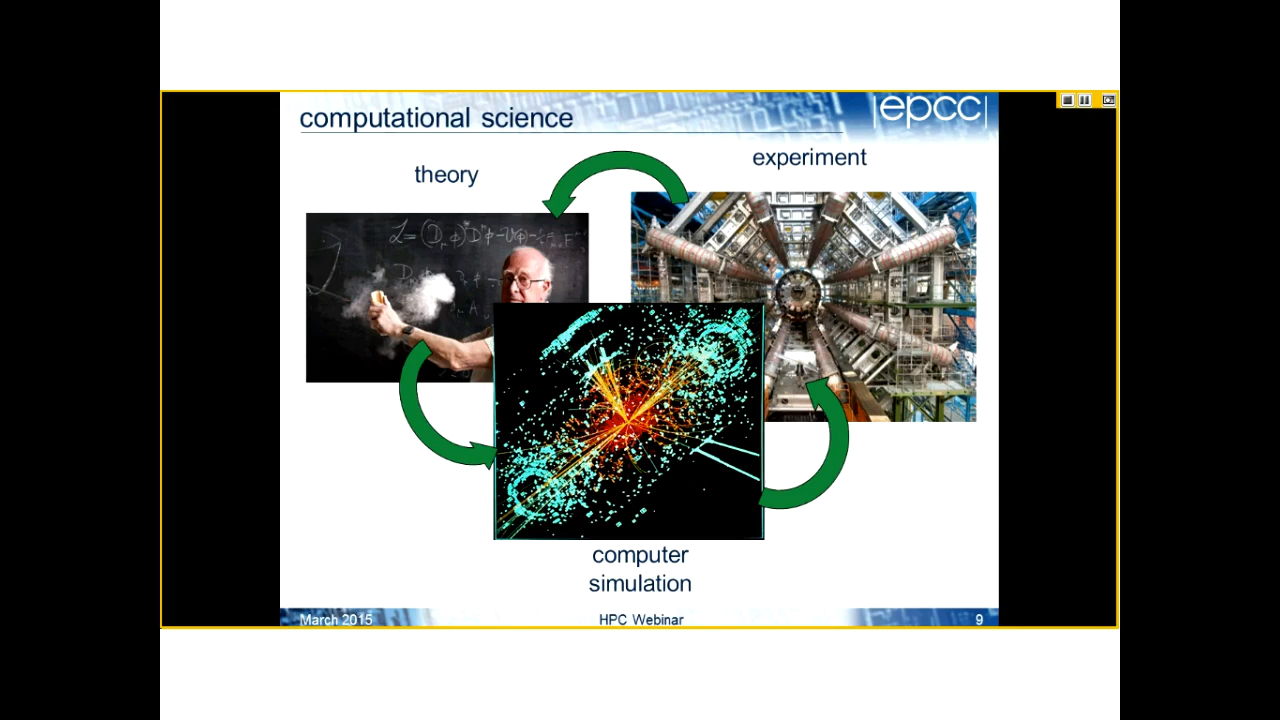 computational science
|epcc|
theory
experiment
computer
simulation
March 2015
HPC Webinar
9